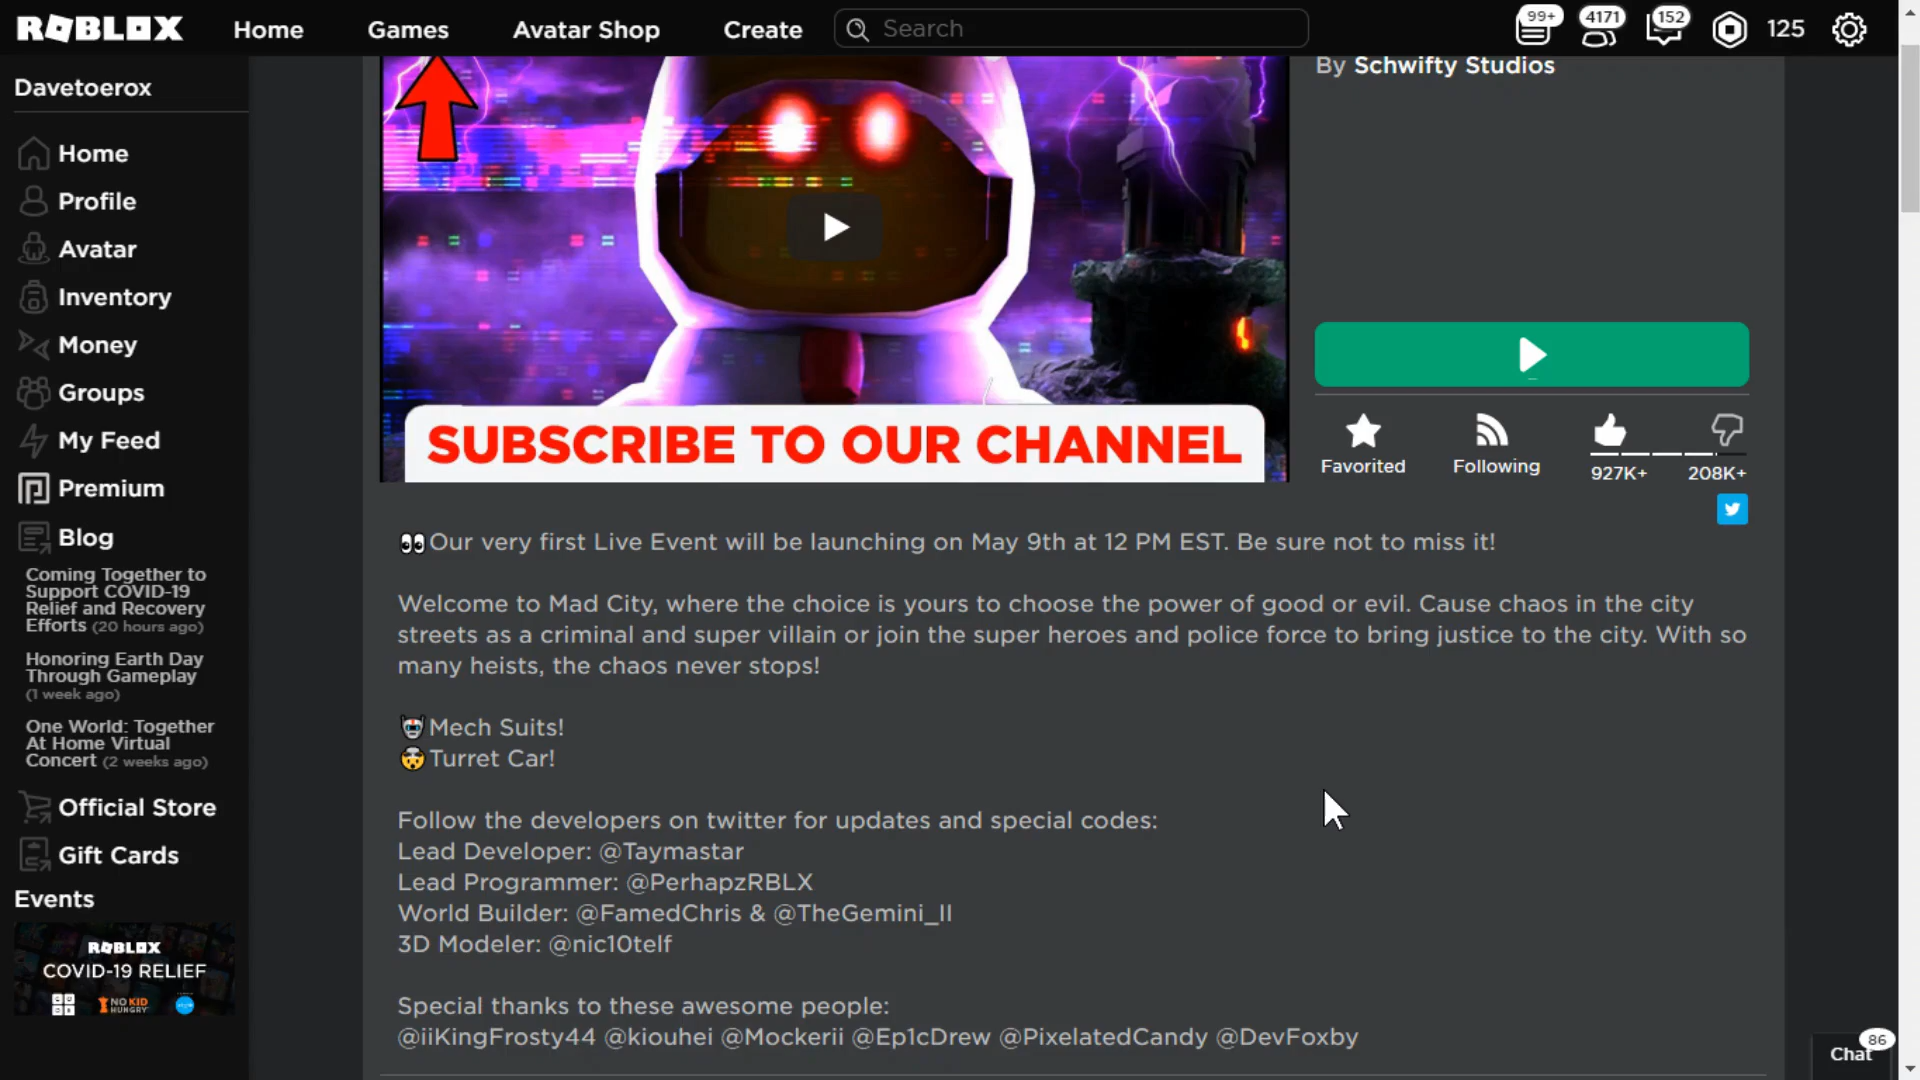 ROBLOX Home Games Avatar Shop Create Search 99+ 4171 152 125
Davetoerox
Home
Profile
Avatar
Inventory
Money
Groups
My Feed
Premium
Blog
Coming Together to
Support COVID-19
Relief and Recovery
Efforts (20 hours ago)
Honoring Earth Day
Through Gameplay
(1 week ago)
One World: Together
At Home Virtual
Concert (2 weeks ago)
Official Store
Gift Cards
Events
ROBLOX
COVID-19 RELIEF
NO KID
HUNGRY
SUBSCRIBE TO OUR CHANNEL
By Schwifty Studios
Favorited Following 927K+ 208K+
👀Our very first Live Event will be launching on May 9th at 12 PM EST. Be sure not to miss it!
Welcome to Mad City, where the choice is yours to choose the power of good or evil. Cause chaos in the city
streets as a criminal and super villain or join the super heroes and police force to bring justice to the city. With so
many heists, the chaos never stops!
🤖Mech Suits!
🤯Turret Car!
Follow the developers on twitter for updates and special codes:
Lead Developer: @Taymastar
Lead Programmer: @PerhapzRBLX
World Builder: @FamedChris & @TheGemini_II
3D Modeler: @nic10telf
Special thanks to these awesome people:
@iiKingFrosty44 @kiouhei @Mockerii @Ep1cDrew @PixelatedCandy @DevFoxby
Chat 86